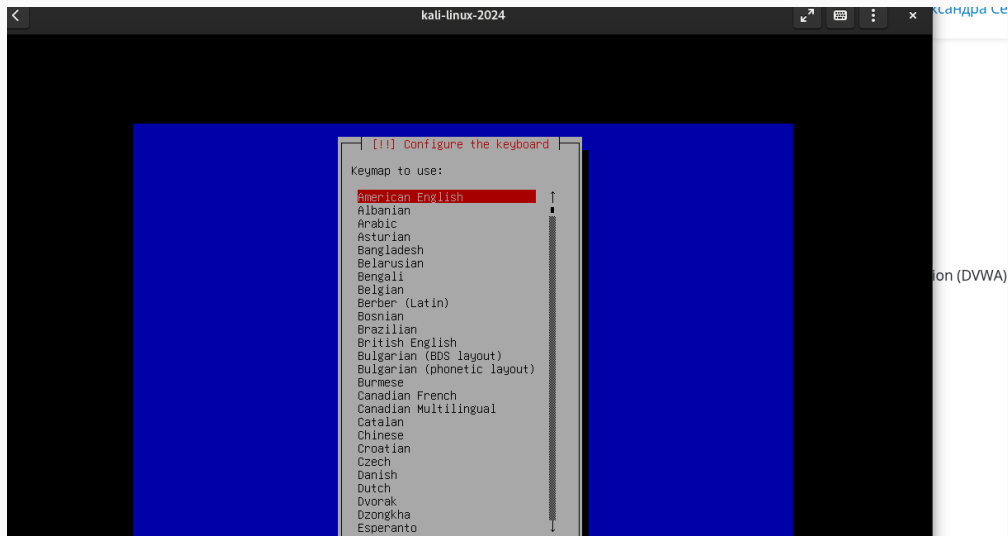 kali-linux-2024
[!!] Configure the keyboard
Keymap to use:
American English
Albanian
Arabic
Asturian
Bangladesh
Belarusian
Bengali
Belgian
Berber (Latin)
Bosnian
Brazilian
British English
Bulgarian (BDS layout)
Bulgarian (phonetic layout)
Burmese
Canadian French
Canadian Multilingual
Catalan
Chinese
Croatian
Czech
Danish
Dutch
Dvorak
Dzongkha
Esperanto
ксандра Се
ion (DVWA)